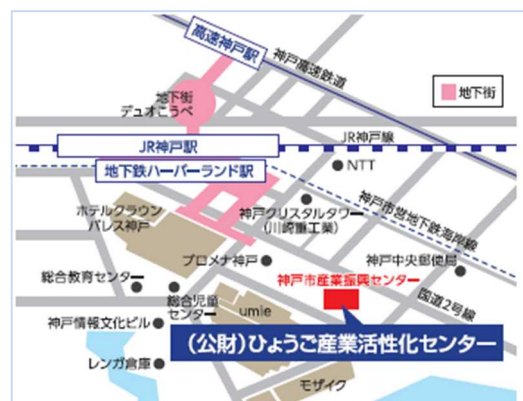 高速神戸駅
神戸高速鉄道
地下街
デュオこうべ
地下街
JR神戸線
JR神戸駅
地下鉄ハーバーランド駅
NTT
神戸市営地下鉄海岸線
ホテルクラウン
パレス神戸
神戸クリスタルタワー
(川崎重工業)
プロメナ神戸
神戸中央郵便局
神戸市産業振興センター
総合教育センター
総合児童
センター
umie
国道2号線
神戸情報文化ビル
(公財)ひょうご産業活性化センター
レンガ倉庫
モザイク